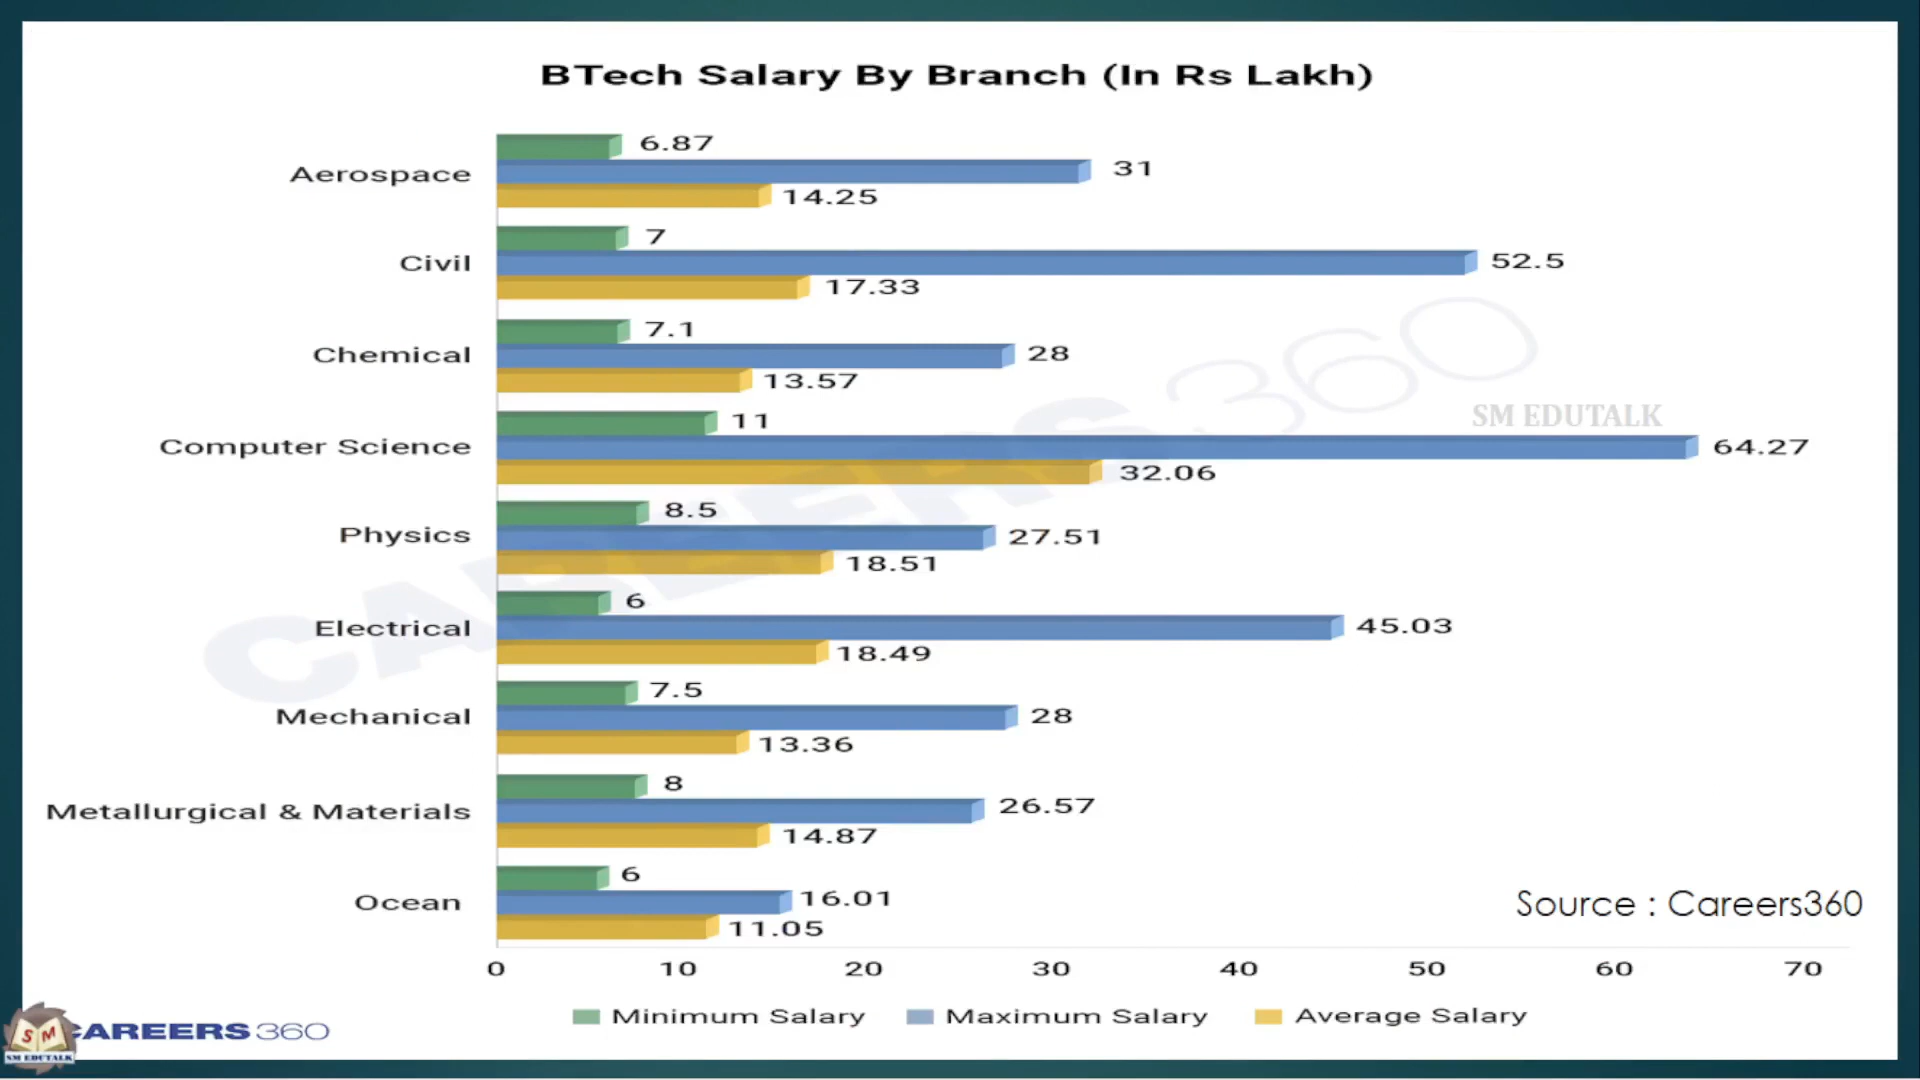 BTech Salary By Branch (In Rs Lakh)
6.87
Aerospace
31
14.25
7
Civil
52.5
17.33
7.1
Chemical
28
13.57
11
Computer Science
64.27
32.06
8.5
Physics
27.51
18.51
6
Electrical
45.03
18.49
7.5
Mechanical
28
13.36
8
Metallurgical & Materials
26.57
14.87
6
Ocean
16.01
11.05
0 10 20 30 40 50 60 70
Minimum Salary Maximum Salary Average Salary
CAREERS360
SM EDUTALK
Source : Careers360
SM
SM EDUTALK
CAREERS360